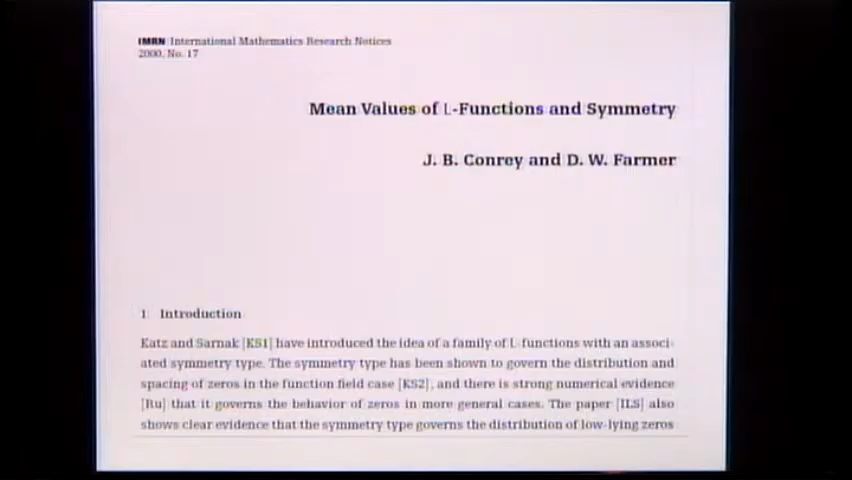 IMRN International Mathematics Research Notices
2000, No. 17
Mean Values of L-Functions and Symmetry
J. B. Conrey and D. W. Farmer
1 Introduction
Katz and Sarnak [KS1] have introduced the idea of a family of L-functions with an associ-
ated symmetry type. The symmetry type has been shown to govern the distribution and
spacing of zeros in the function field case [KS2], and there is strong numerical evidence
[Ru] that it governs the behavior of zeros in more general cases. The paper [ILS] also
shows clear evidence that the symmetry type governs the distribution of low-lying zeros